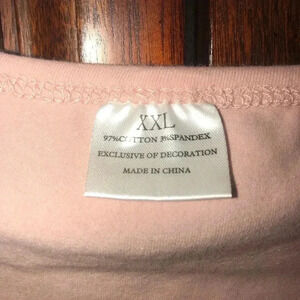 XXL
97%COTTON 3%SPANDEX
EXCLUSIVE OF DECORATION
MADE IN CHINA